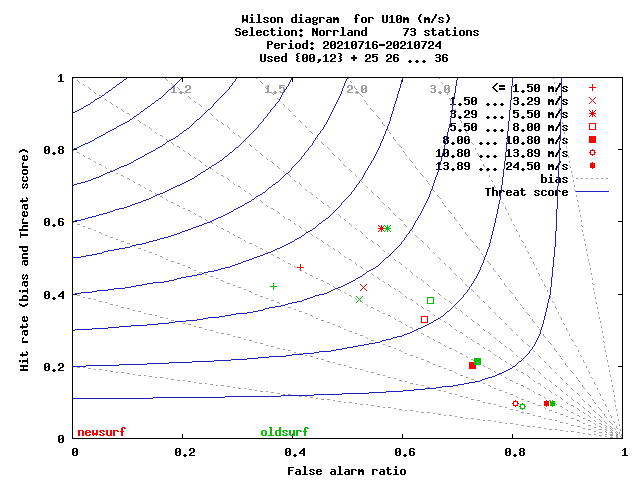 Wilson diagram  for U10m (m/s)
Selection: Norrland     73 stations
Period: 20210716-20210724
Used {00,12} + 25 26 ... 36
1
0.8
0.6
0.4
0.2
0
0
0.2
0.4
0.6
0.8
1
1.2
1.5
2.0
3.0
<= 1.50 m/s
1.50 ... 3.29 m/s
3.29 ... 5.50 m/s
5.50 ... 8.00 m/s
8.00 ... 10.80 m/s
10.80 ... 13.89 m/s
13.89 ... 24.50 m/s
bias
Threat score
Hit rate (bias and Threat score)
newsurf
oldsurf
False alarm ratio